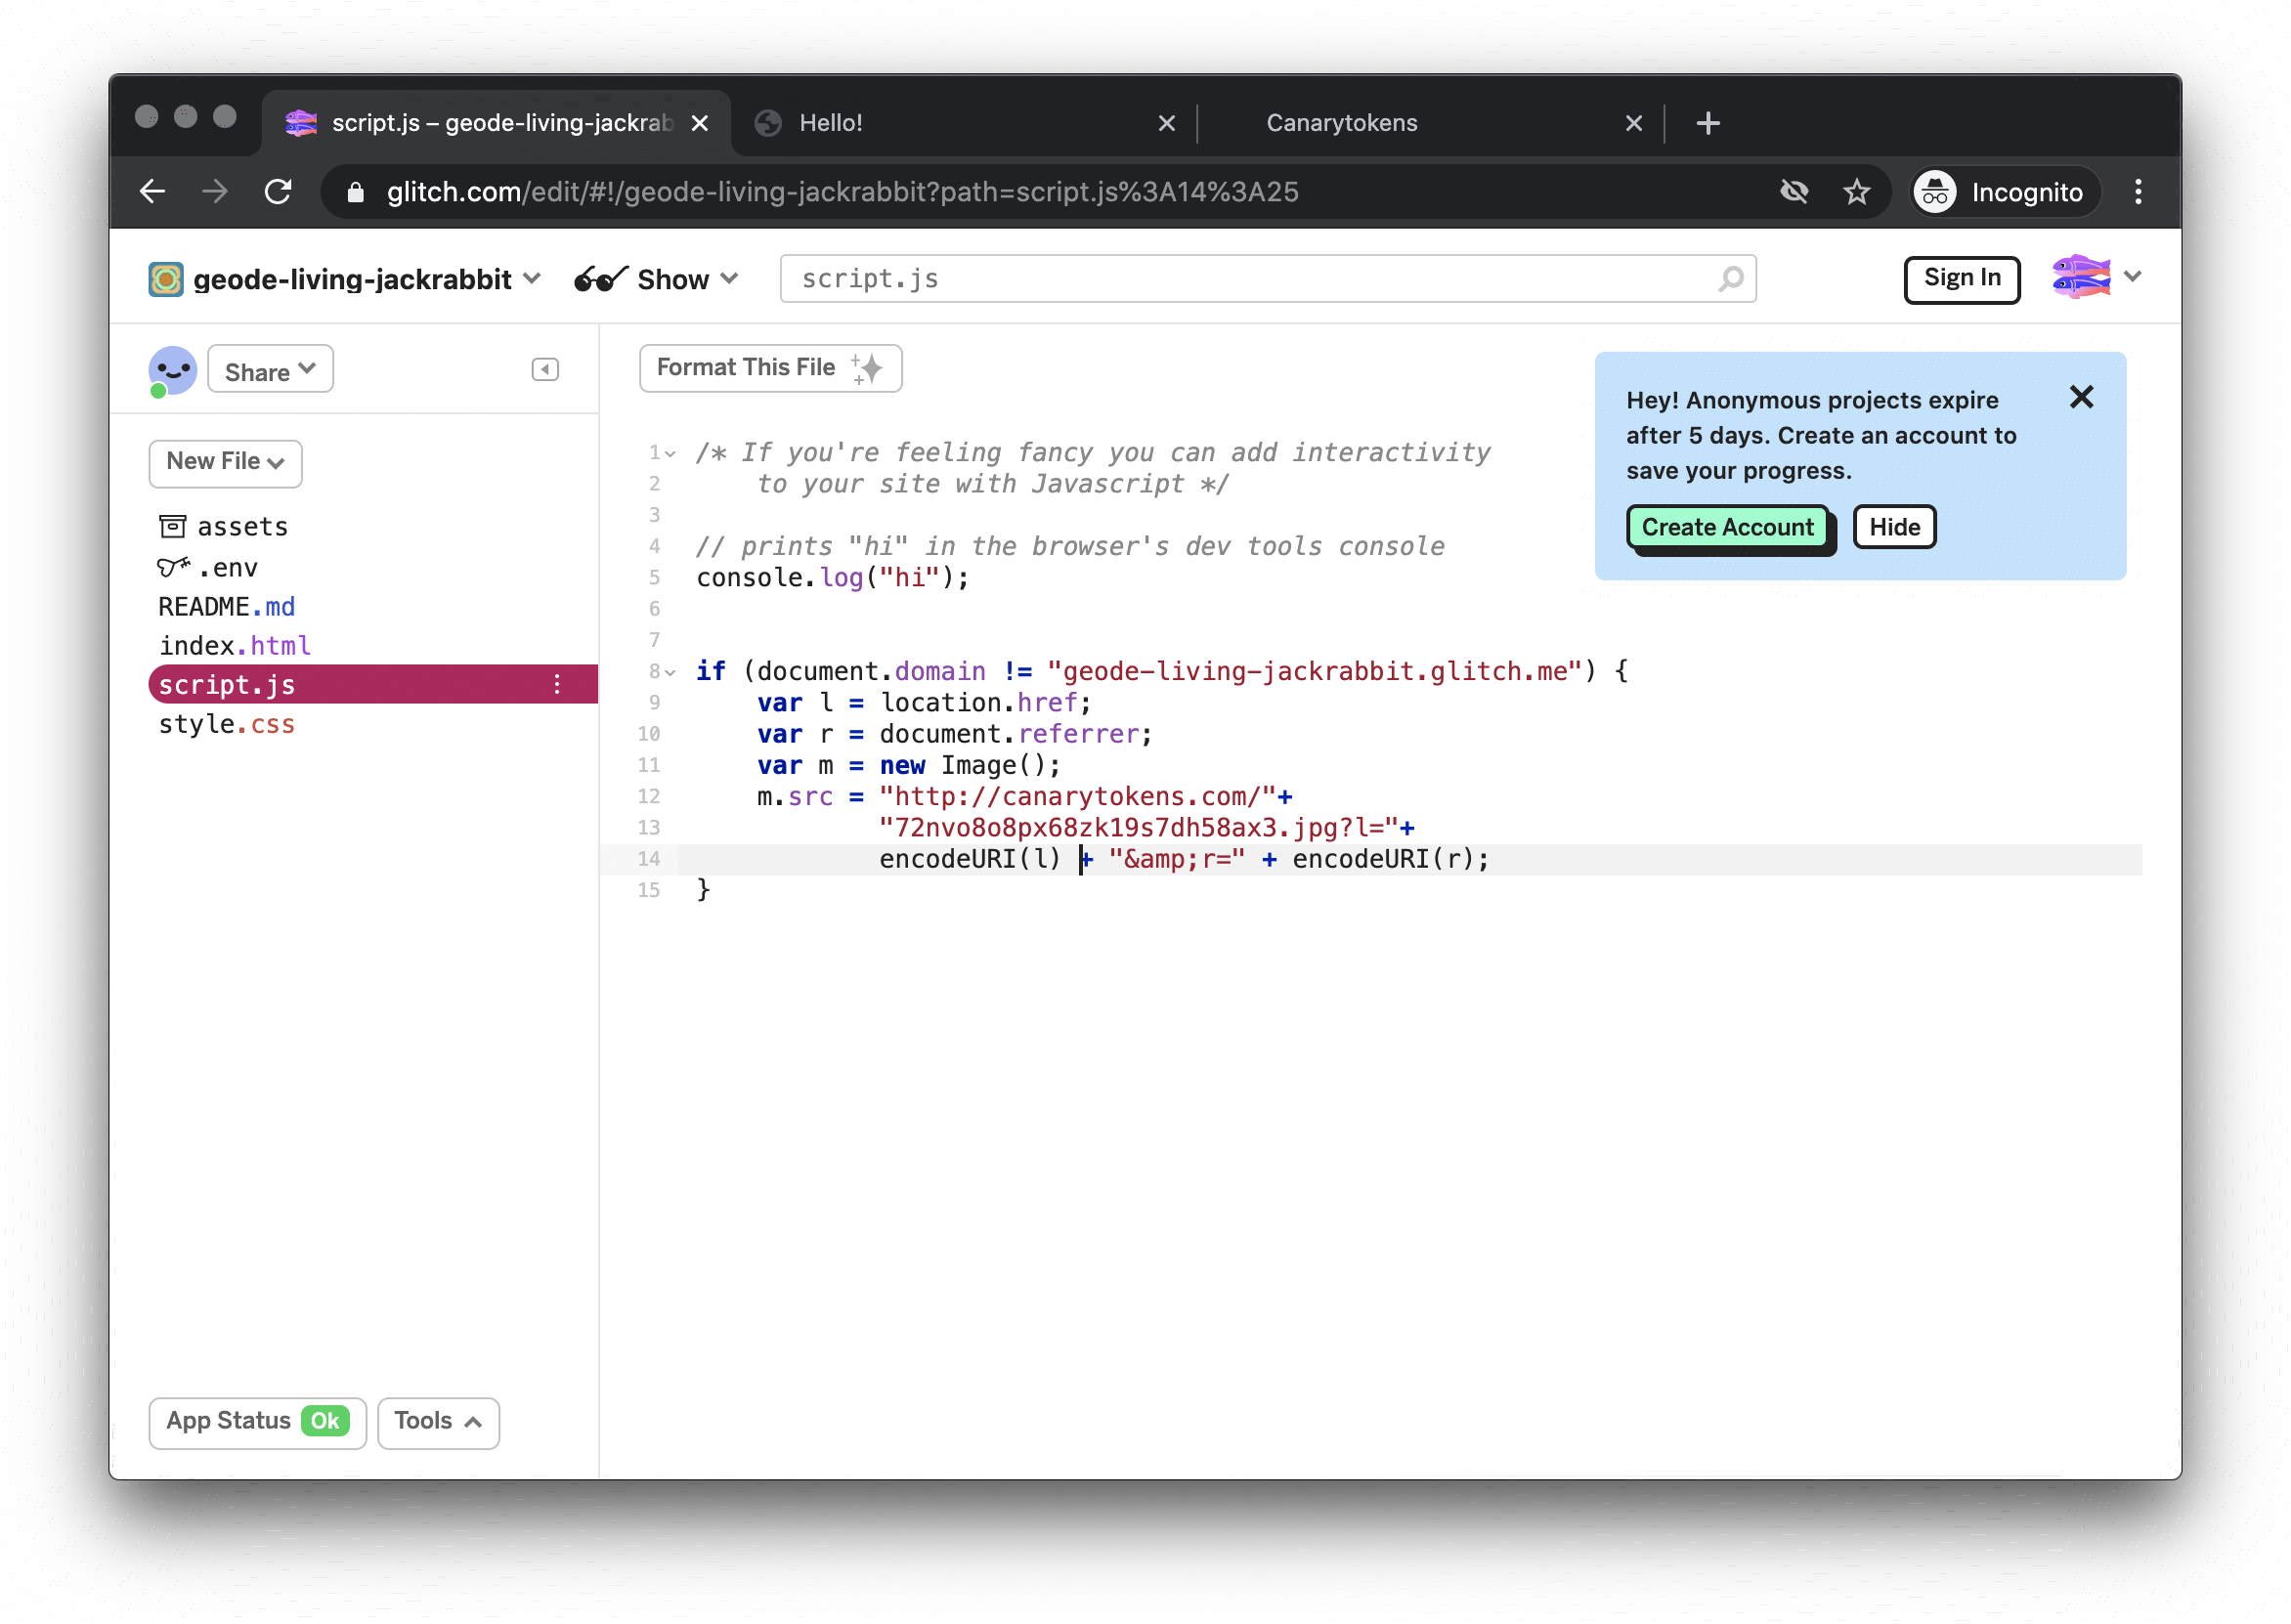 script.js – geode-living-jackrab
Hello!
Canarytokens
glitch.com/edit/#!/geode-living-jackrabbit?path=script.js%3A14%3A25
Incognito
geode-living-jackrabbit
Show
script.js
Sign In
Share
Format This File
Hey! Anonymous projects expire
after 5 days. Create an account to
save your progress.
Create Account
Hide
New File
assets
.env
README.md
index.html
script.js
style.css
1 /* If you're feeling fancy you can add interactivity
2 to your site with Javascript */
3
4 // prints "hi" in the browser's dev tools console
5 console.log("hi");
6
7
8 if (document.domain != "geode-living-jackrabbit.glitch.me") {
9 var l = location.href;
10 var r = document.referrer;
11 var m = new Image();
12 m.src = "http://canarytokens.com/"+
13 "72nvo8o8px68zk19s7dh58ax3.jpg?l="+
14 encodeURI(l) + "&amp;r=" + encodeURI(r);
15 }
App Status Ok
Tools